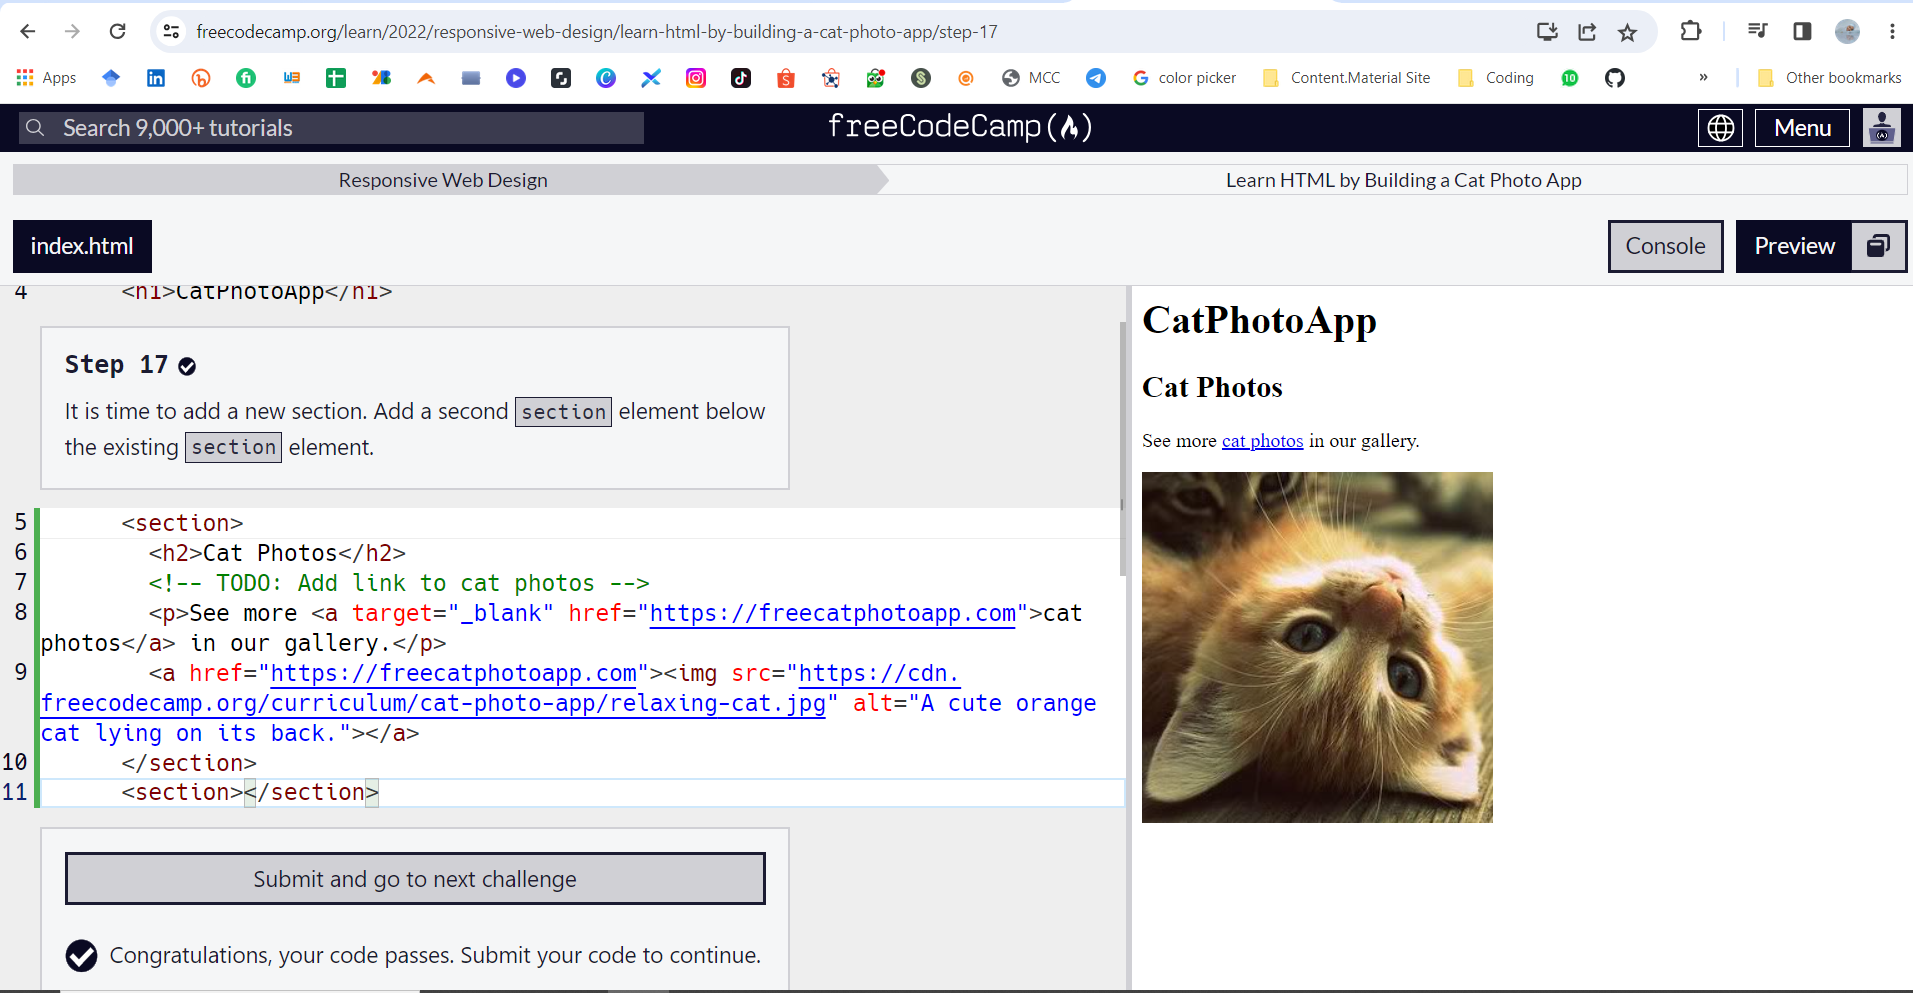 freecodecamp.org/learn/2022/responsive-web-design/learn-html-by-building-a-cat-photo-app/step-17
Apps MCC color picker Content.Material Site Coding 10 » Other bookmarks
Search 9,000+ tutorials freeCodeCamp Menu
Responsive Web Design Learn HTML by Building a Cat Photo App
index.html Console Preview
4 <h1>CatPhotoApp</h1>
Step 17
It is time to add a new section. Add a second section element below
the existing section element.
5 <section>
6 <h2>Cat Photos</h2>
7 <!-- TODO: Add link to cat photos -->
8 <p>See more <a target="_blank" href="https://freecatphotoapp.com">cat
photos</a> in our gallery.</p>
9 <a href="https://freecatphotoapp.com"><img src="https://cdn.
freecodecamp.org/curriculum/cat-photo-app/relaxing-cat.jpg" alt="A cute orange
cat lying on its back."></a>
10 </section>
11 <section></section>
Submit and go to next challenge
Congratulations, your code passes. Submit your code to continue.
CatPhotoApp
Cat Photos
See more cat photos in our gallery.